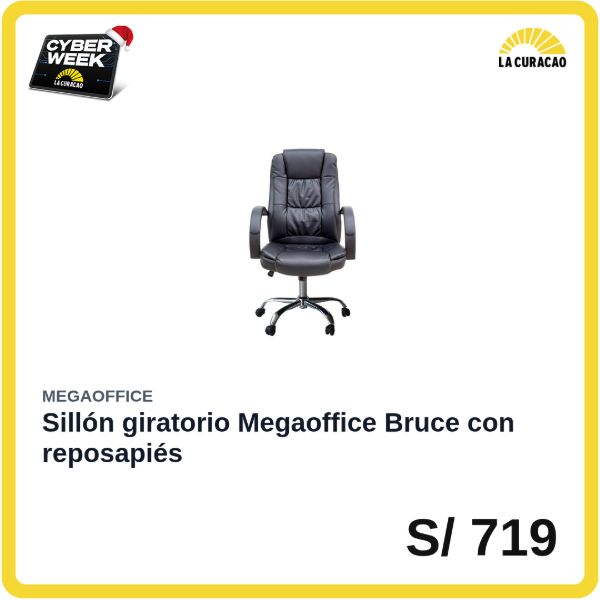 CYBER
WEEK
LA CURACAO
LA CURACAO
MEGAOFFICE
Sillón giratorio Megaoffice Bruce con
reposapiés
S/ 719